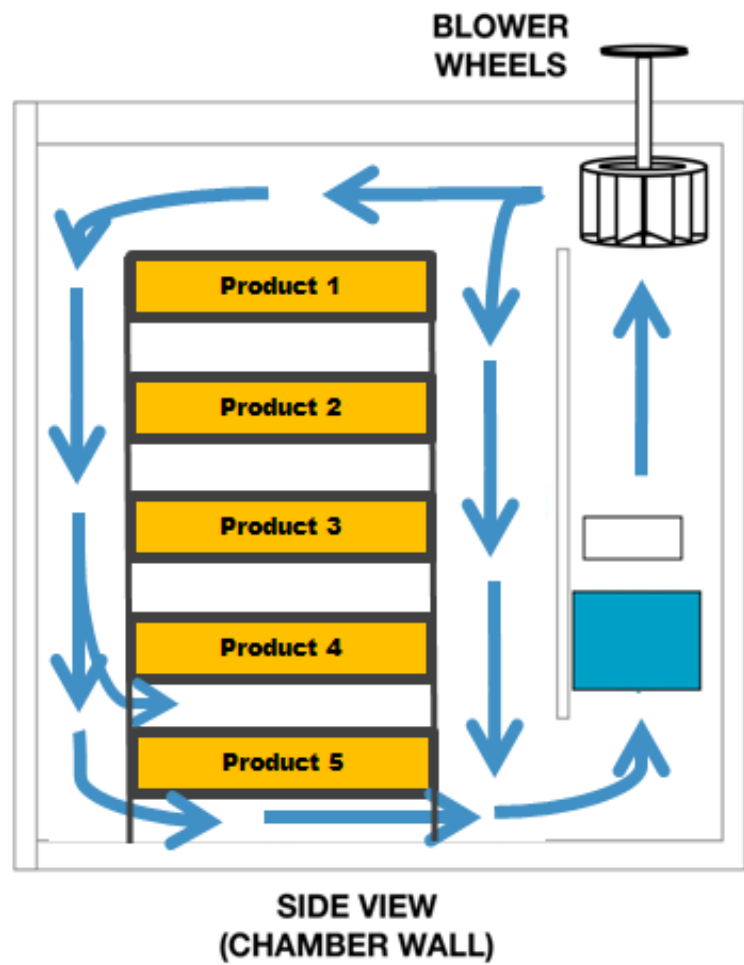 BLOWER
WHEELS
Product 1
Product 2
Product 3
Product 4
Product 5
SIDE VIEW
(CHAMBER WALL)